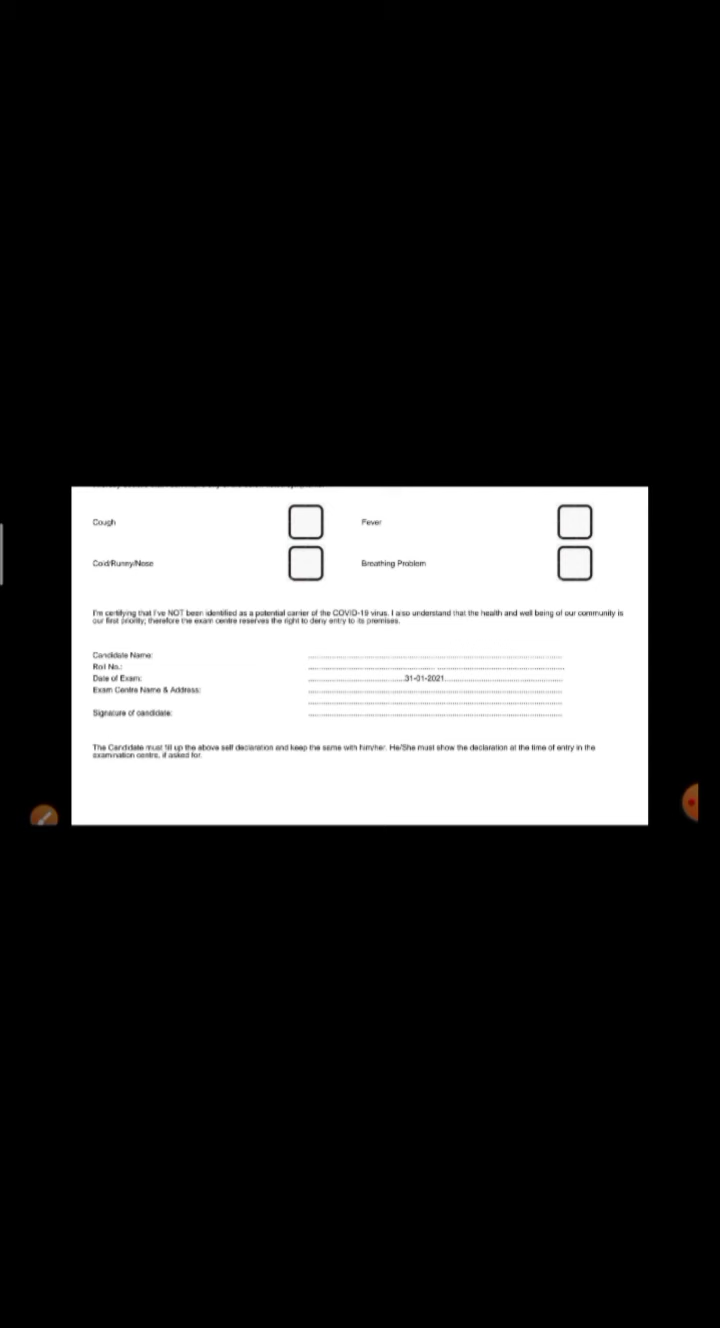 Cough
Fever
Cold/Runny/Nose
Breathing Problem
I'm certifying that I've NOT been identified as a potential carrier of the COVID-19 virus. I also understand that the health and well being of our community is
our first priority; therefore the exam centre reserves the right to deny entry to its premises.
Candidate Name:
Roll No.:
Date of Exam: 31-01-2021
Exam Centre Name & Address:
Signature of candidate:
The Candidate must fill up the above self declaration and keep the same with him/her. He/She must show the declaration at the time of entry in the
examination centre, if asked for.